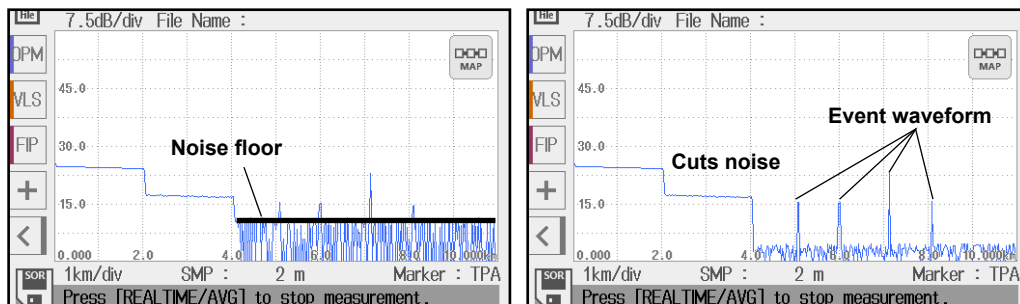 File
7.5dB/div File Name :
OPM
MAP
VLS
45.0
FIP
30.0
Noise floor
15.0
0.000 2.0 4.0 6.0 8.0 10.000km
SOR
1km/div SMP : 2 m Marker : TPA
Press [REALTIME/AVG] to stop measurement.
File
7.5dB/div File Name :
OPM
MAP
VLS
45.0
Event waveform
FIP
30.0
Cuts noise
15.0
0.000 2.0 4.0 6.0 8.0 10.000km
SOR
1km/div SMP : 2 m Marker : TPA
Press [REALTIME/AVG] to stop measurement.